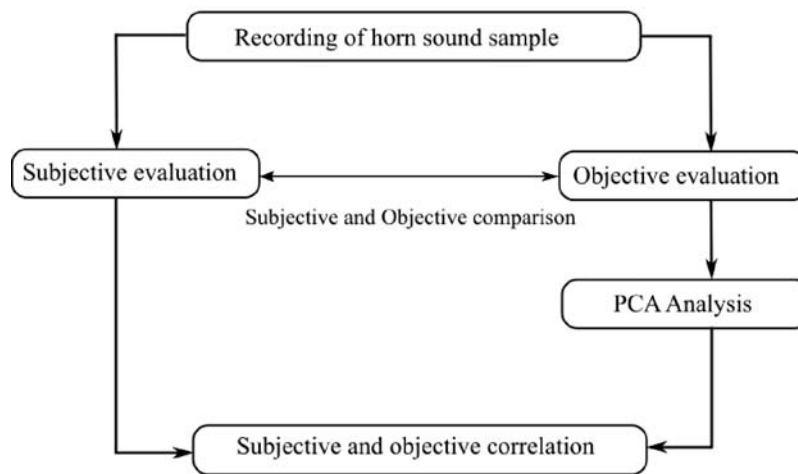 Recording of horn sound sample
Subjective evaluation
Objective evaluation
Subjective and Objective comparison
PCA Analysis
Subjective and objective correlation